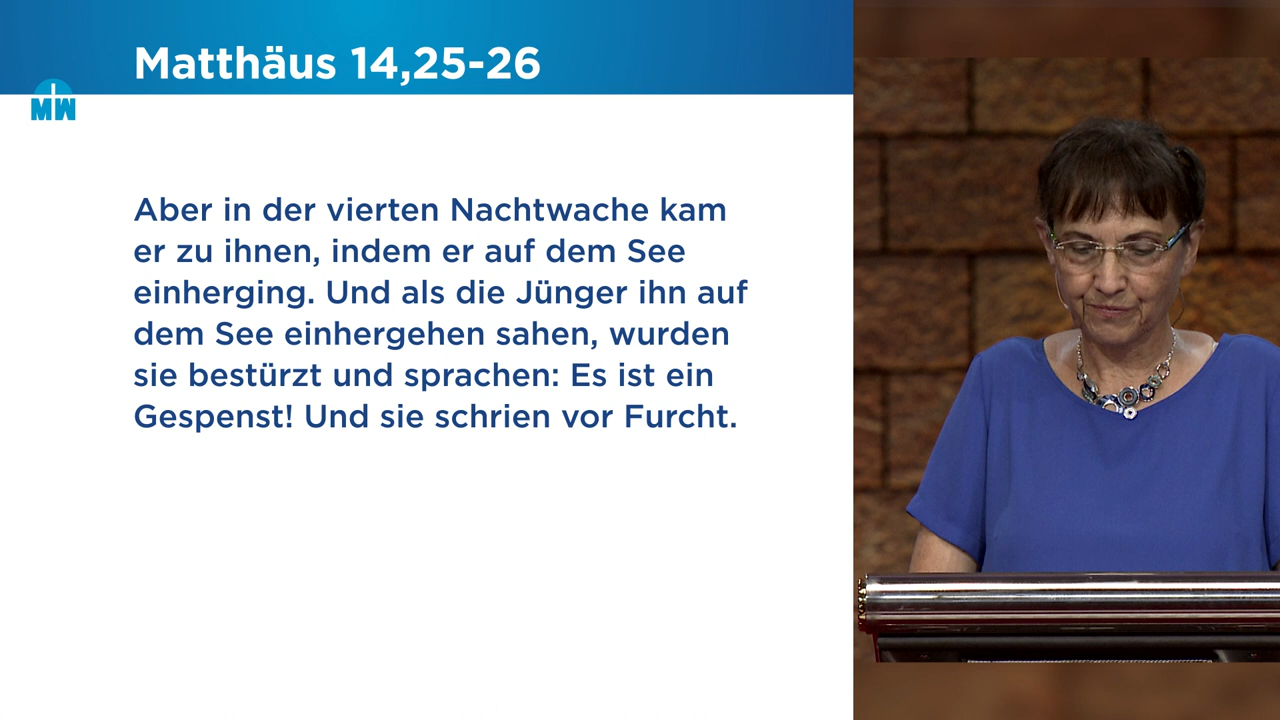 Matthäus 14,25-26
MW
Aber in der vierten Nachtwache kam
er zu ihnen, indem er auf dem See
einherging. Und als die Jünger ihn auf
dem See einhergehen sahen, wurden
sie bestürzt und sprachen: Es ist ein
Gespenst! Und sie schrien vor Furcht.